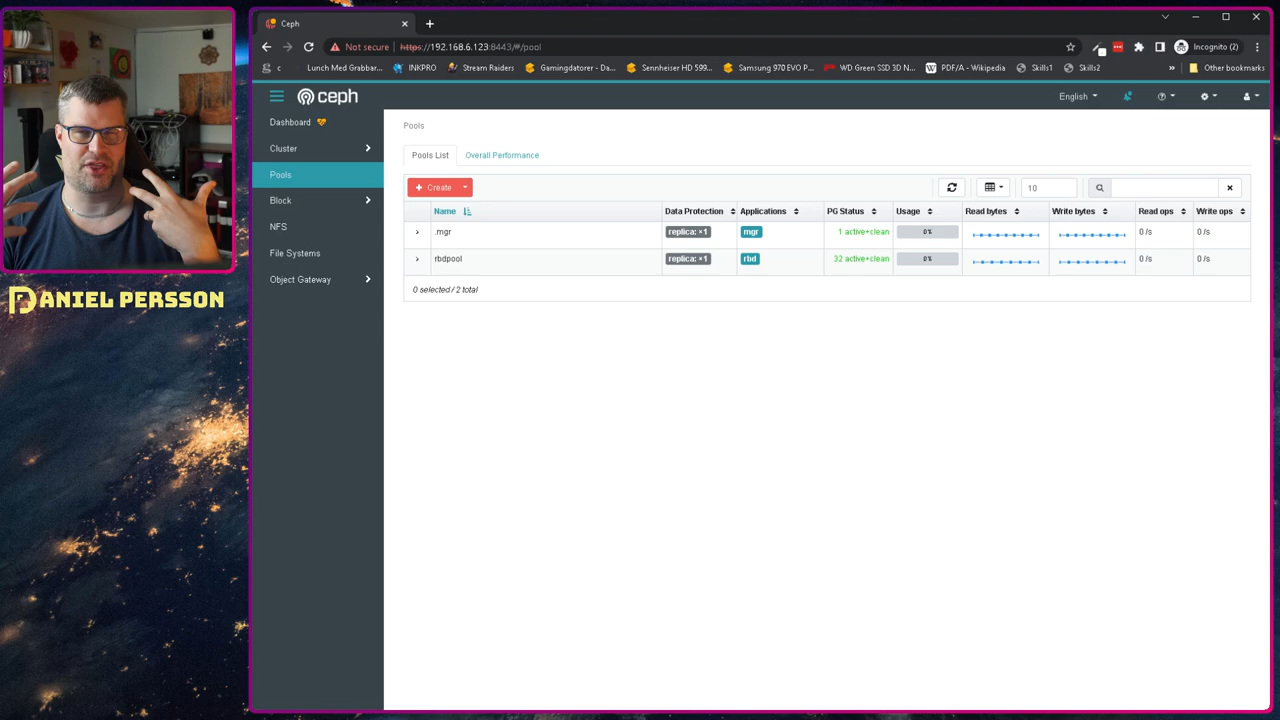 Ceph
Not secure
https://192.168.6.123:8443/#/pool
Incognito (2)
c
Lunch Med Grabbar...
INKPRO
Stream Raiders
Gamingdatorer - Da...
Sennheiser HD 599...
Samsung 970 EVO P...
WD Green SSD 3D N...
PDF/A - Wikipedia
Skills1
Skills2
»
Other bookmarks
ceph
English
Dashboard
Cluster
Pools
Block
NFS
File Systems
Object Gateway
Pools
Pools List
Overall Performance
Create
10
Name Data Protection Applications PG Status Usage Read bytes Write bytes Read ops Write ops
.mgr replica: ×1 mgr 1 active+clean 0% 0 /s 0 /s
rbdpool replica: ×1 rbd 32 active+clean 0% 0 /s 0 /s
0 selected / 2 total
DANIEL PERSSON